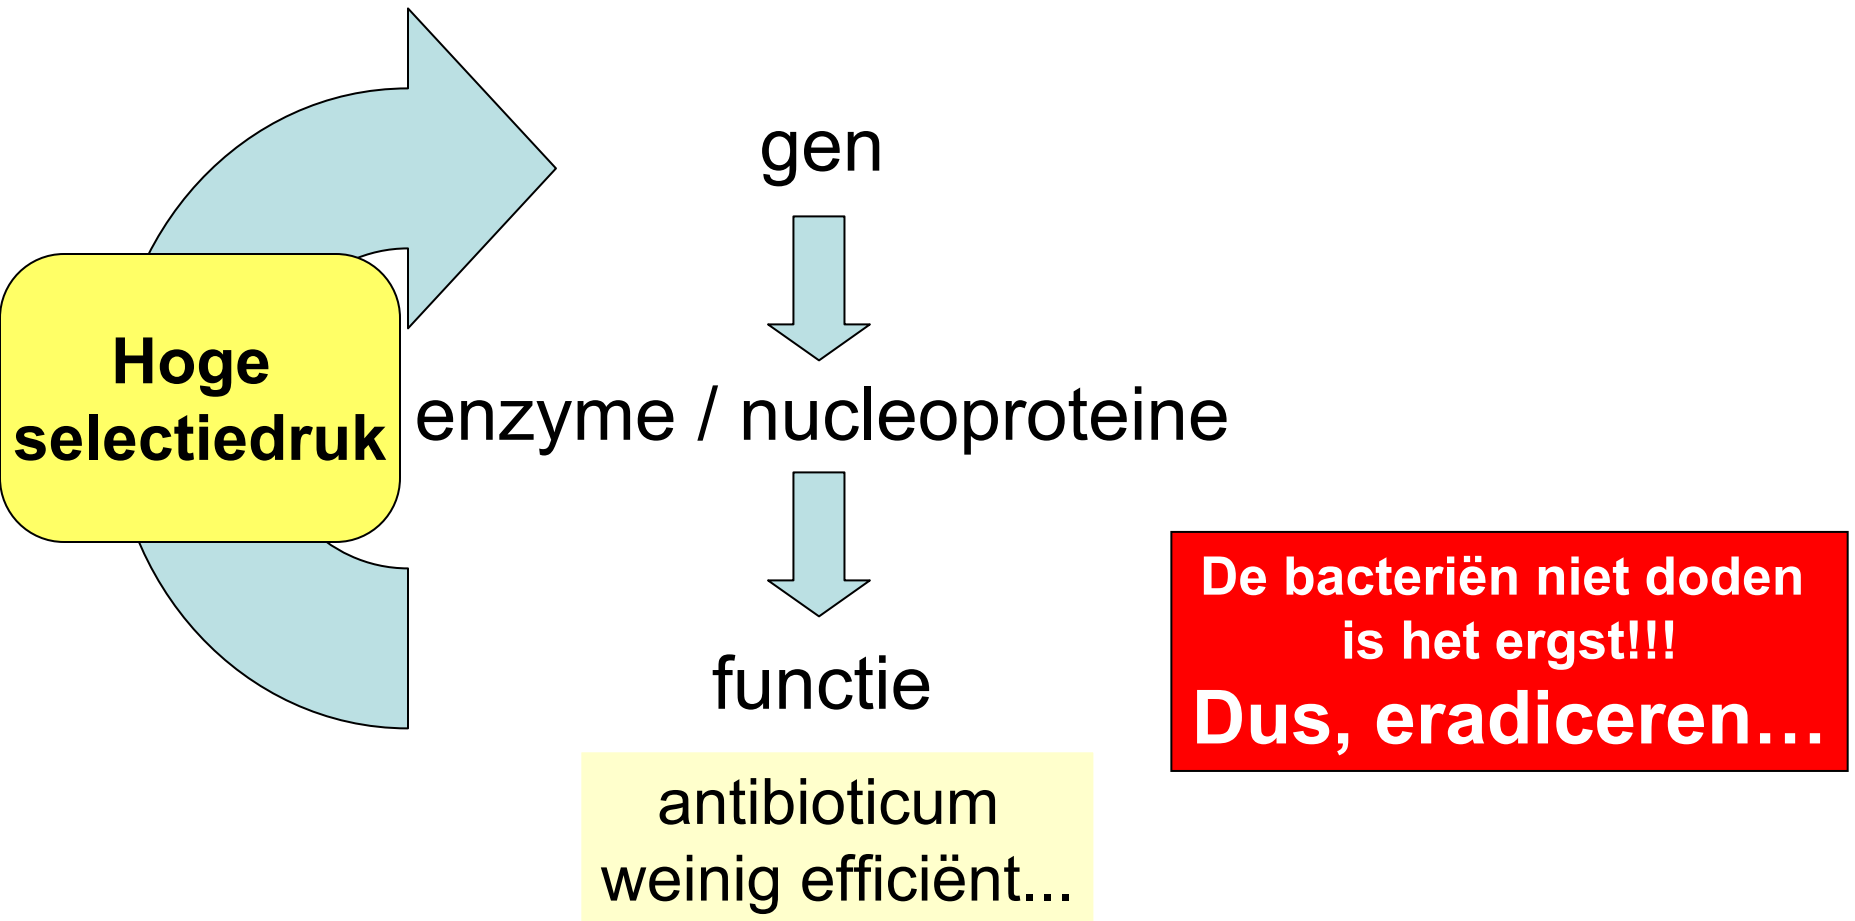 gen
Hoge
selectiedruk
enzyme / nucleoproteine
functie
De bacteriën niet doden
is het ergst!!!
Dus, eradiceren…
antibioticum
weinig efficiënt...